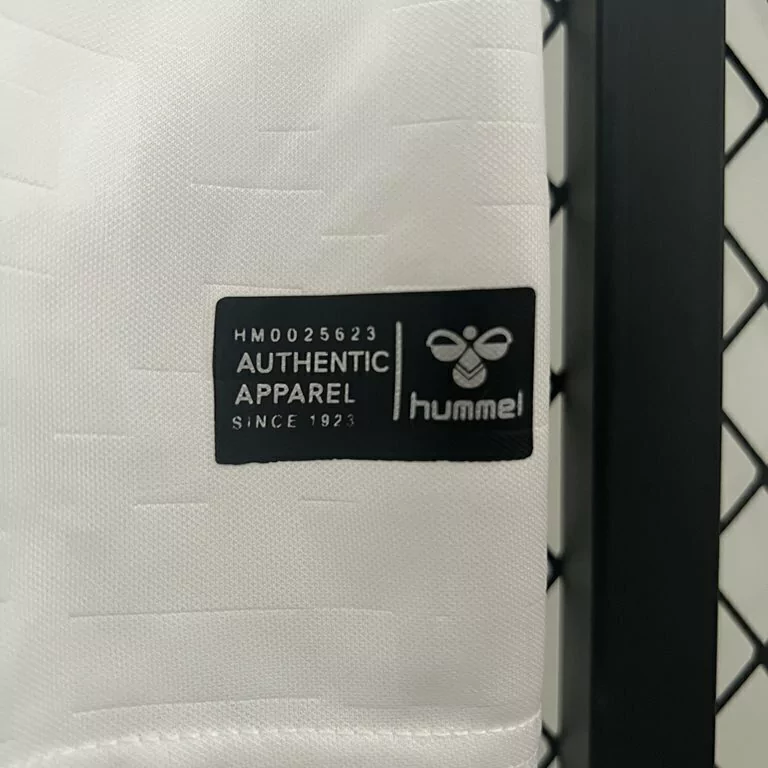 HM0025623
AUTHENTIC
APPAREL
SINCE 1923
hummel